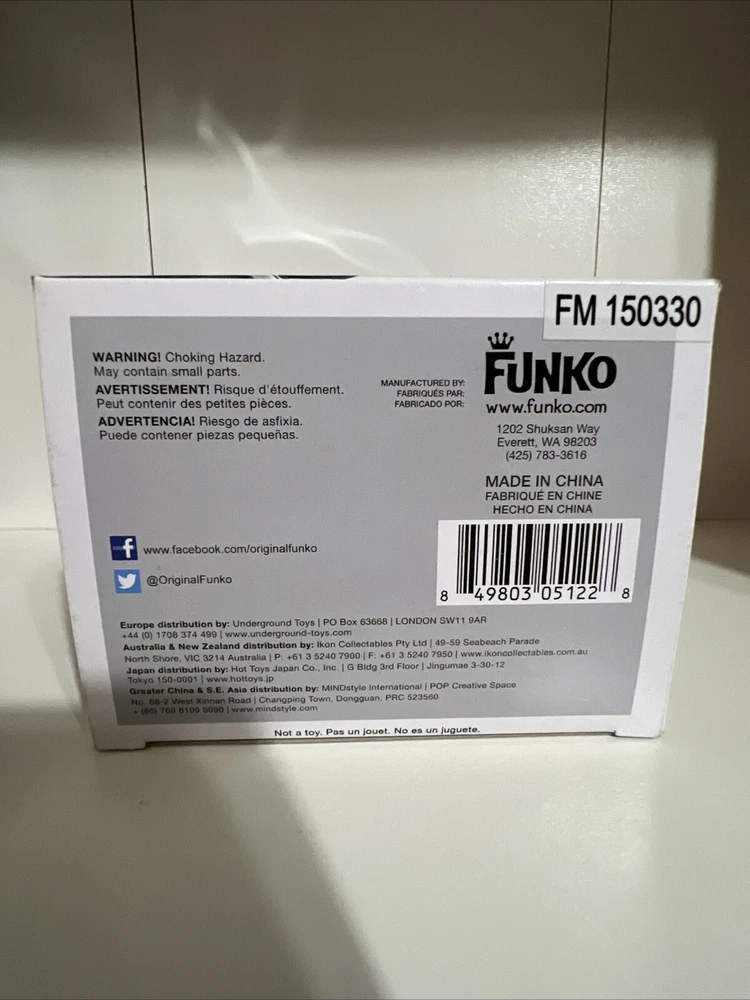 FM 150330
WARNING! Choking Hazard.
May contain small parts.
AVERTISSEMENT! Risque d'étouffement.
Peut contenir des petites pièces.
ADVERTENCIA! Riesgo de asfixia.
Puede contener piezas pequeñas.
MANUFACTURED BY:
FABRIQUÉS PAR:
FABRICADO POR:
FUNKO
www.funko.com
1202 Shuksan Way
Everett, WA 98203
(425) 783-3616
MADE IN CHINA
FABRIQUÉ EN CHINE
HECHO EN CHINA
f www.facebook.com/originalfunko
@OriginalFunko
8 49803 05122 8
Europe distribution by: Underground Toys | PO Box 63668 | LONDON SW11 9AR
+44 (0) 1708 374 499 | www.underground-toys.com
Australia & New Zealand distribution by: Ikon Collectables Pty Ltd | 49-59 Seabeach Parade
North Shore, VIC 3214 Australia | P: +61 3 5240 7900 | F: +61 3 5240 7950 | www.ikoncollectables.com.au
Japan distribution by: Hot Toys Japan Co., Inc. | G Bldg 3rd Floor | Jingumae 3-30-12
Tokyo 150-0001 | www.hottoys.jp
Greater China & S.E. Asia distribution by: MINDstyle International | POP Creative Space
No. 68-2 West Xinnan Road | Changping Town, Dongguan, PRC 523560
+ (86) 769 8109 9090 | www.mindstyle.com
Not a toy. Pas un jouet. No es un juguete.